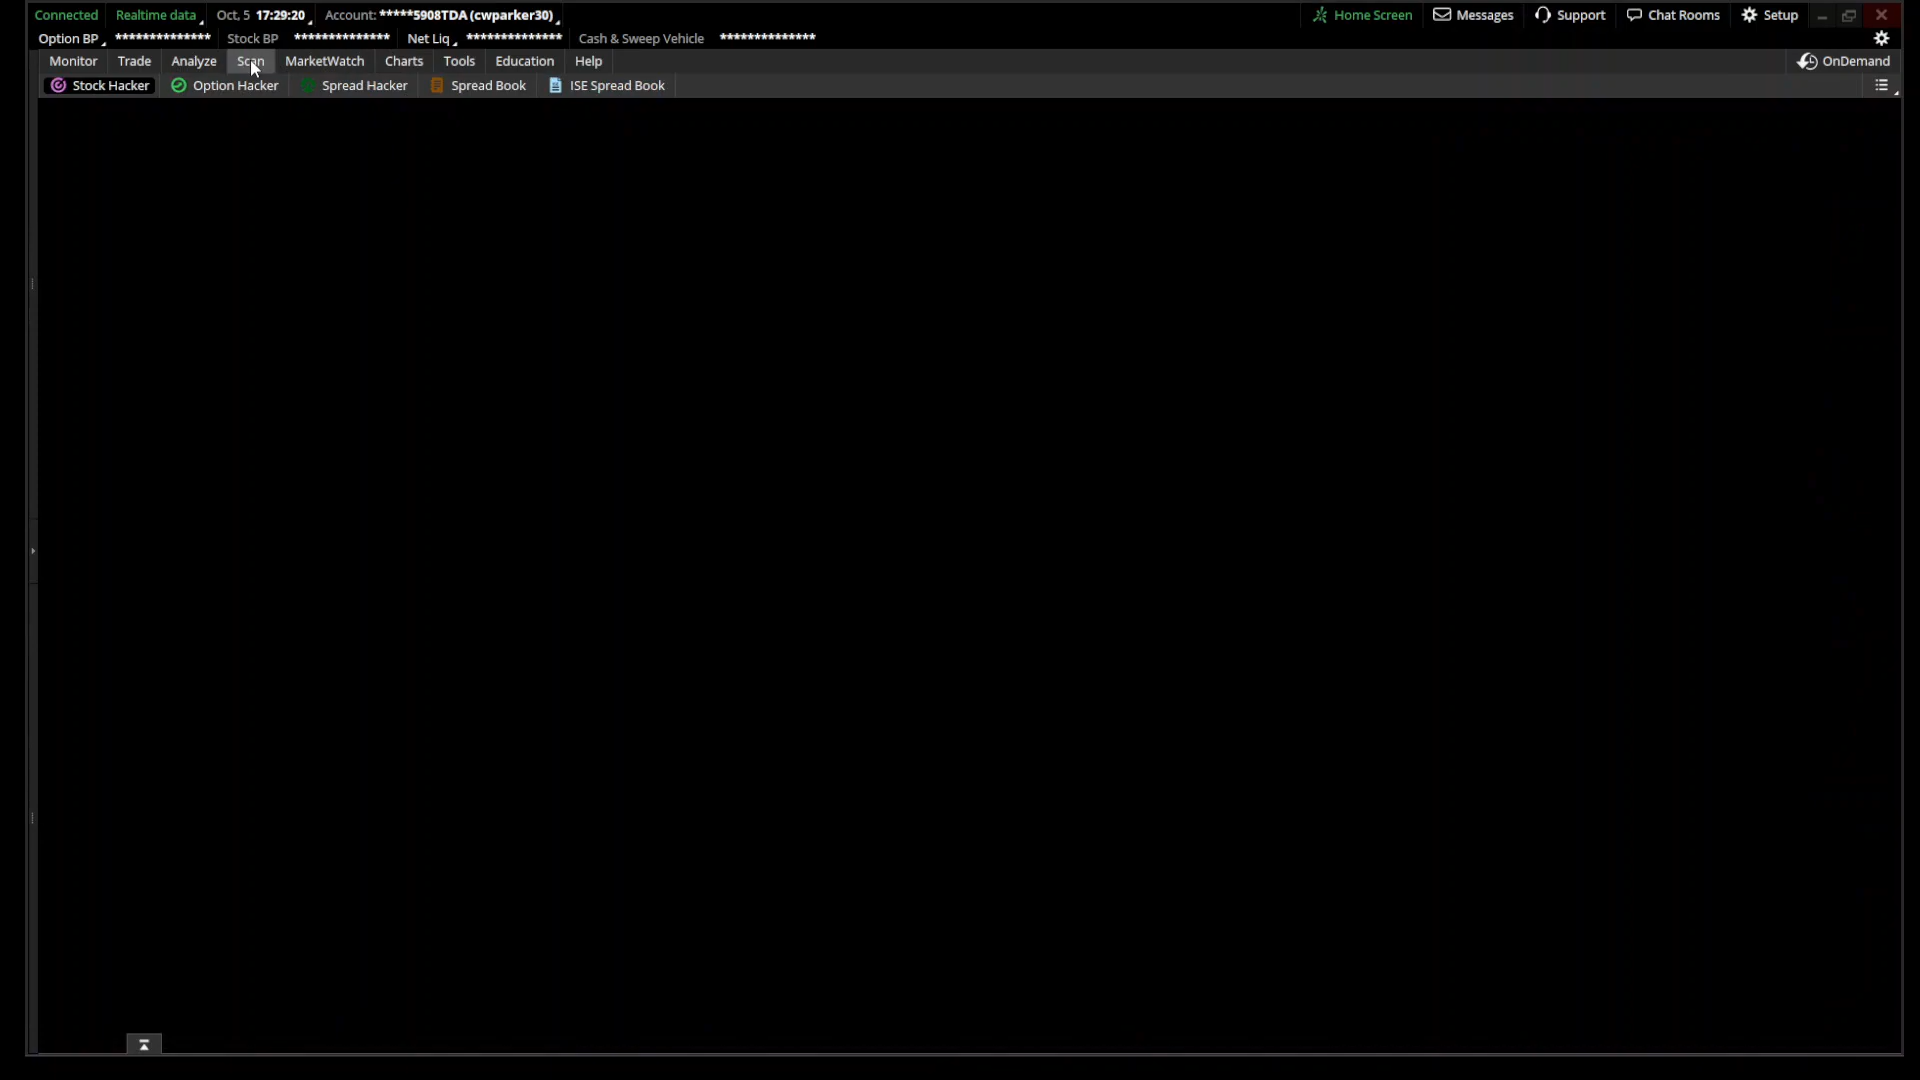 Connected Realtime data Oct, 5 17:29:20 Account: *****5908TDA (cwparker30) Home Screen Messages Support Chat Rooms Setup
Option BP ************** Stock BP ************** Net Liq ************** Cash & Sweep Vehicle **************
Monitor Trade Analyze Scan MarketWatch Charts Tools Education Help OnDemand
Stock Hacker Option Hacker Spread Hacker Spread Book ISE Spread Book